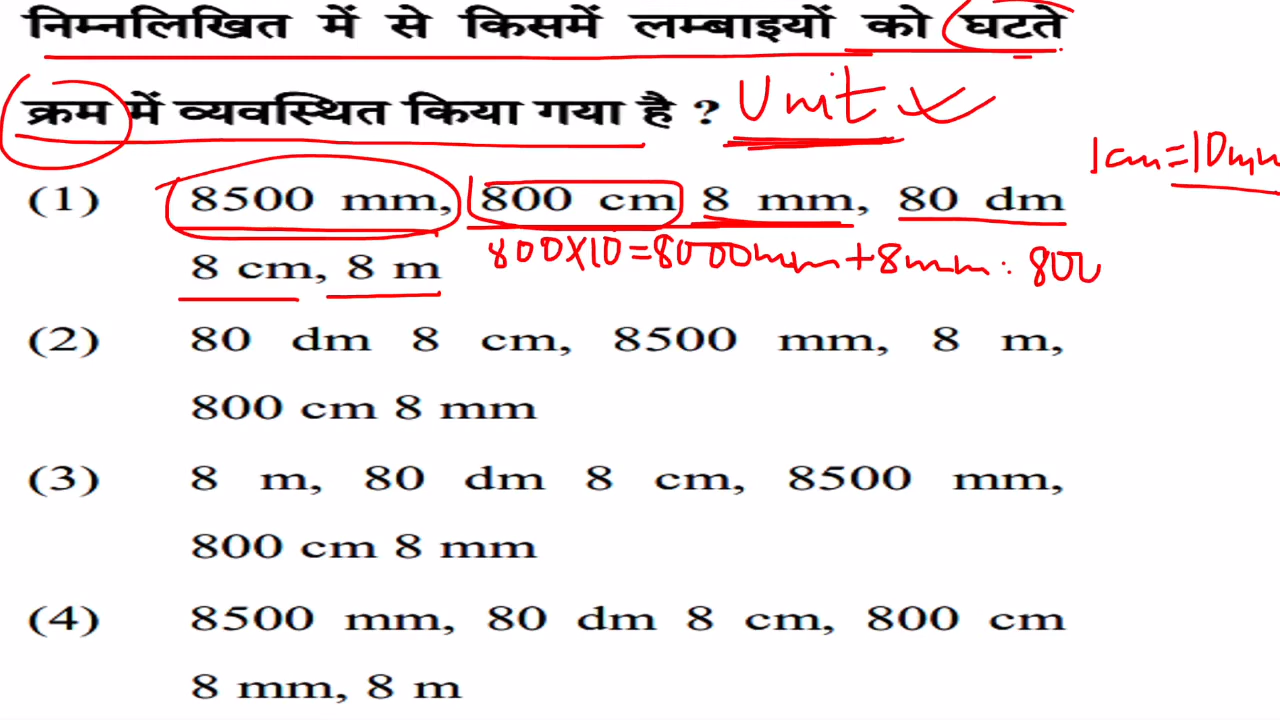 निम्नलिखित में से किसमें लम्बाइयों को घटते
क्रम में व्यवस्थित किया गया है ? Unit
1cm=10mm
(1) 8500 mm, 800 cm 8 mm, 80 dm
8 cm, 8 m 800×10=8000mm+8mm: 800
(2) 80 dm 8 cm, 8500 mm, 8 m,
800 cm 8 mm
(3) 8 m, 80 dm 8 cm, 8500 mm,
800 cm 8 mm
(4) 8500 mm, 80 dm 8 cm, 800 cm
8 mm, 8 m